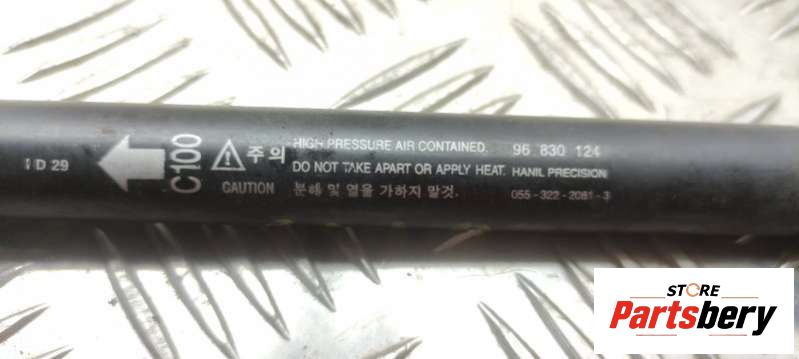 1 D 29
C100
주의
CAUTION
HIGH PRESSURE AIR CONTAINED.
DO NOT TAKE APART OR APPLY HEAT.
분해 및 열을 가하지 말것.
96 830 124
HANIL PRECISION
055-322-2081-3
STORE
Partsbery